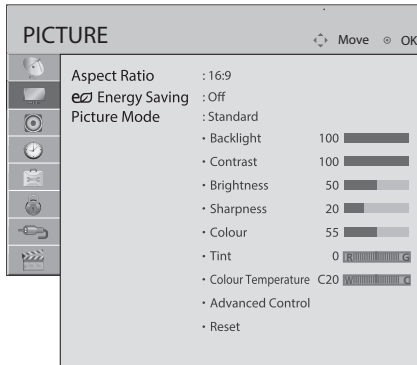 PICTURE
Move ⊙ OK
Aspect Ratio : 16:9
Energy Saving : Off
Picture Mode : Standard
• Backlight 100
• Contrast 100
• Brightness 50
• Sharpness 20
• Colour 55
• Tint 0 R G
• Colour Temperature C20 W C
• Advanced Control
• Reset